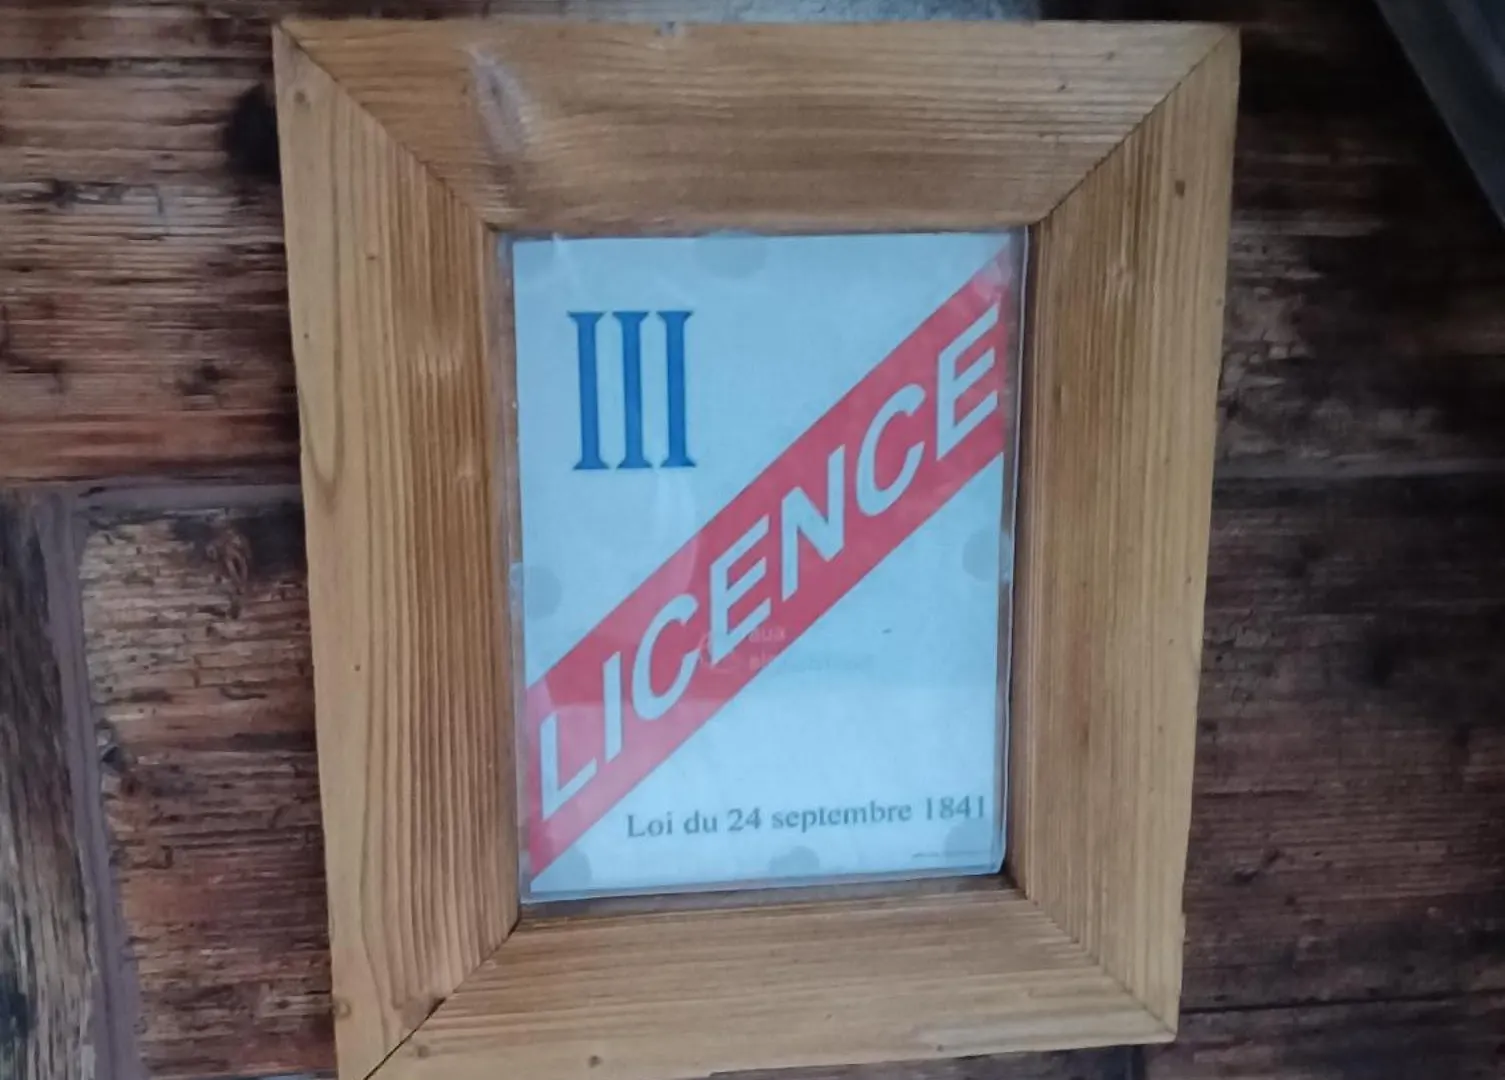 III
LICENCE
Loi du 24 septembre 1841